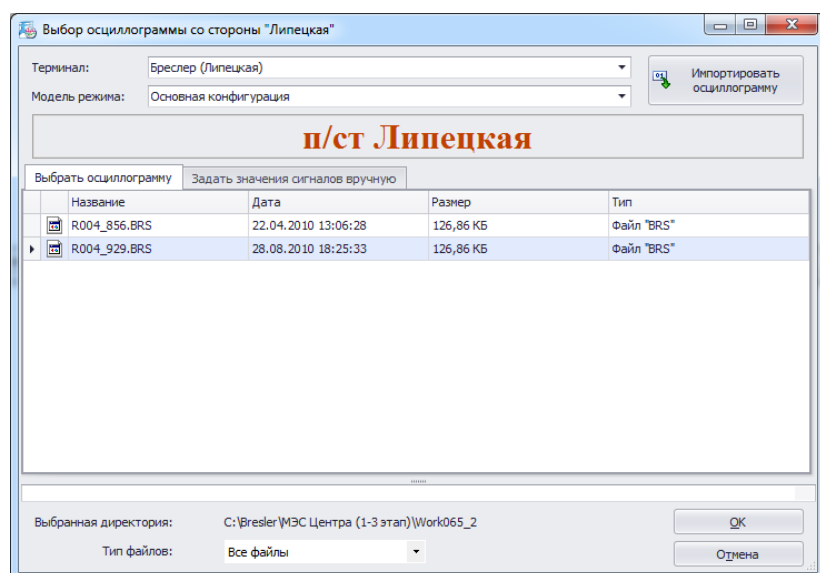 Выбор осциллограммы со стороны "Липецкая"
Терминал: Бреслер (Липецкая)
Модель режима: Основная конфигурация
Импортировать
осциллограмму
п/ст Липецкая
Выбрать осциллограмму Задать значения сигналов вручную
Название Дата Размер Тип
R004_856.BRS 22.04.2010 13:06:28 126,86 КБ Файл "BRS"
R004_929.BRS 28.08.2010 18:25:33 126,86 КБ Файл "BRS"
Выбранная директория: C:\Bresler\МЭС Центра (1-3 этап)\Work065_2
OK
Тип файлов: Все файлы
Отмена